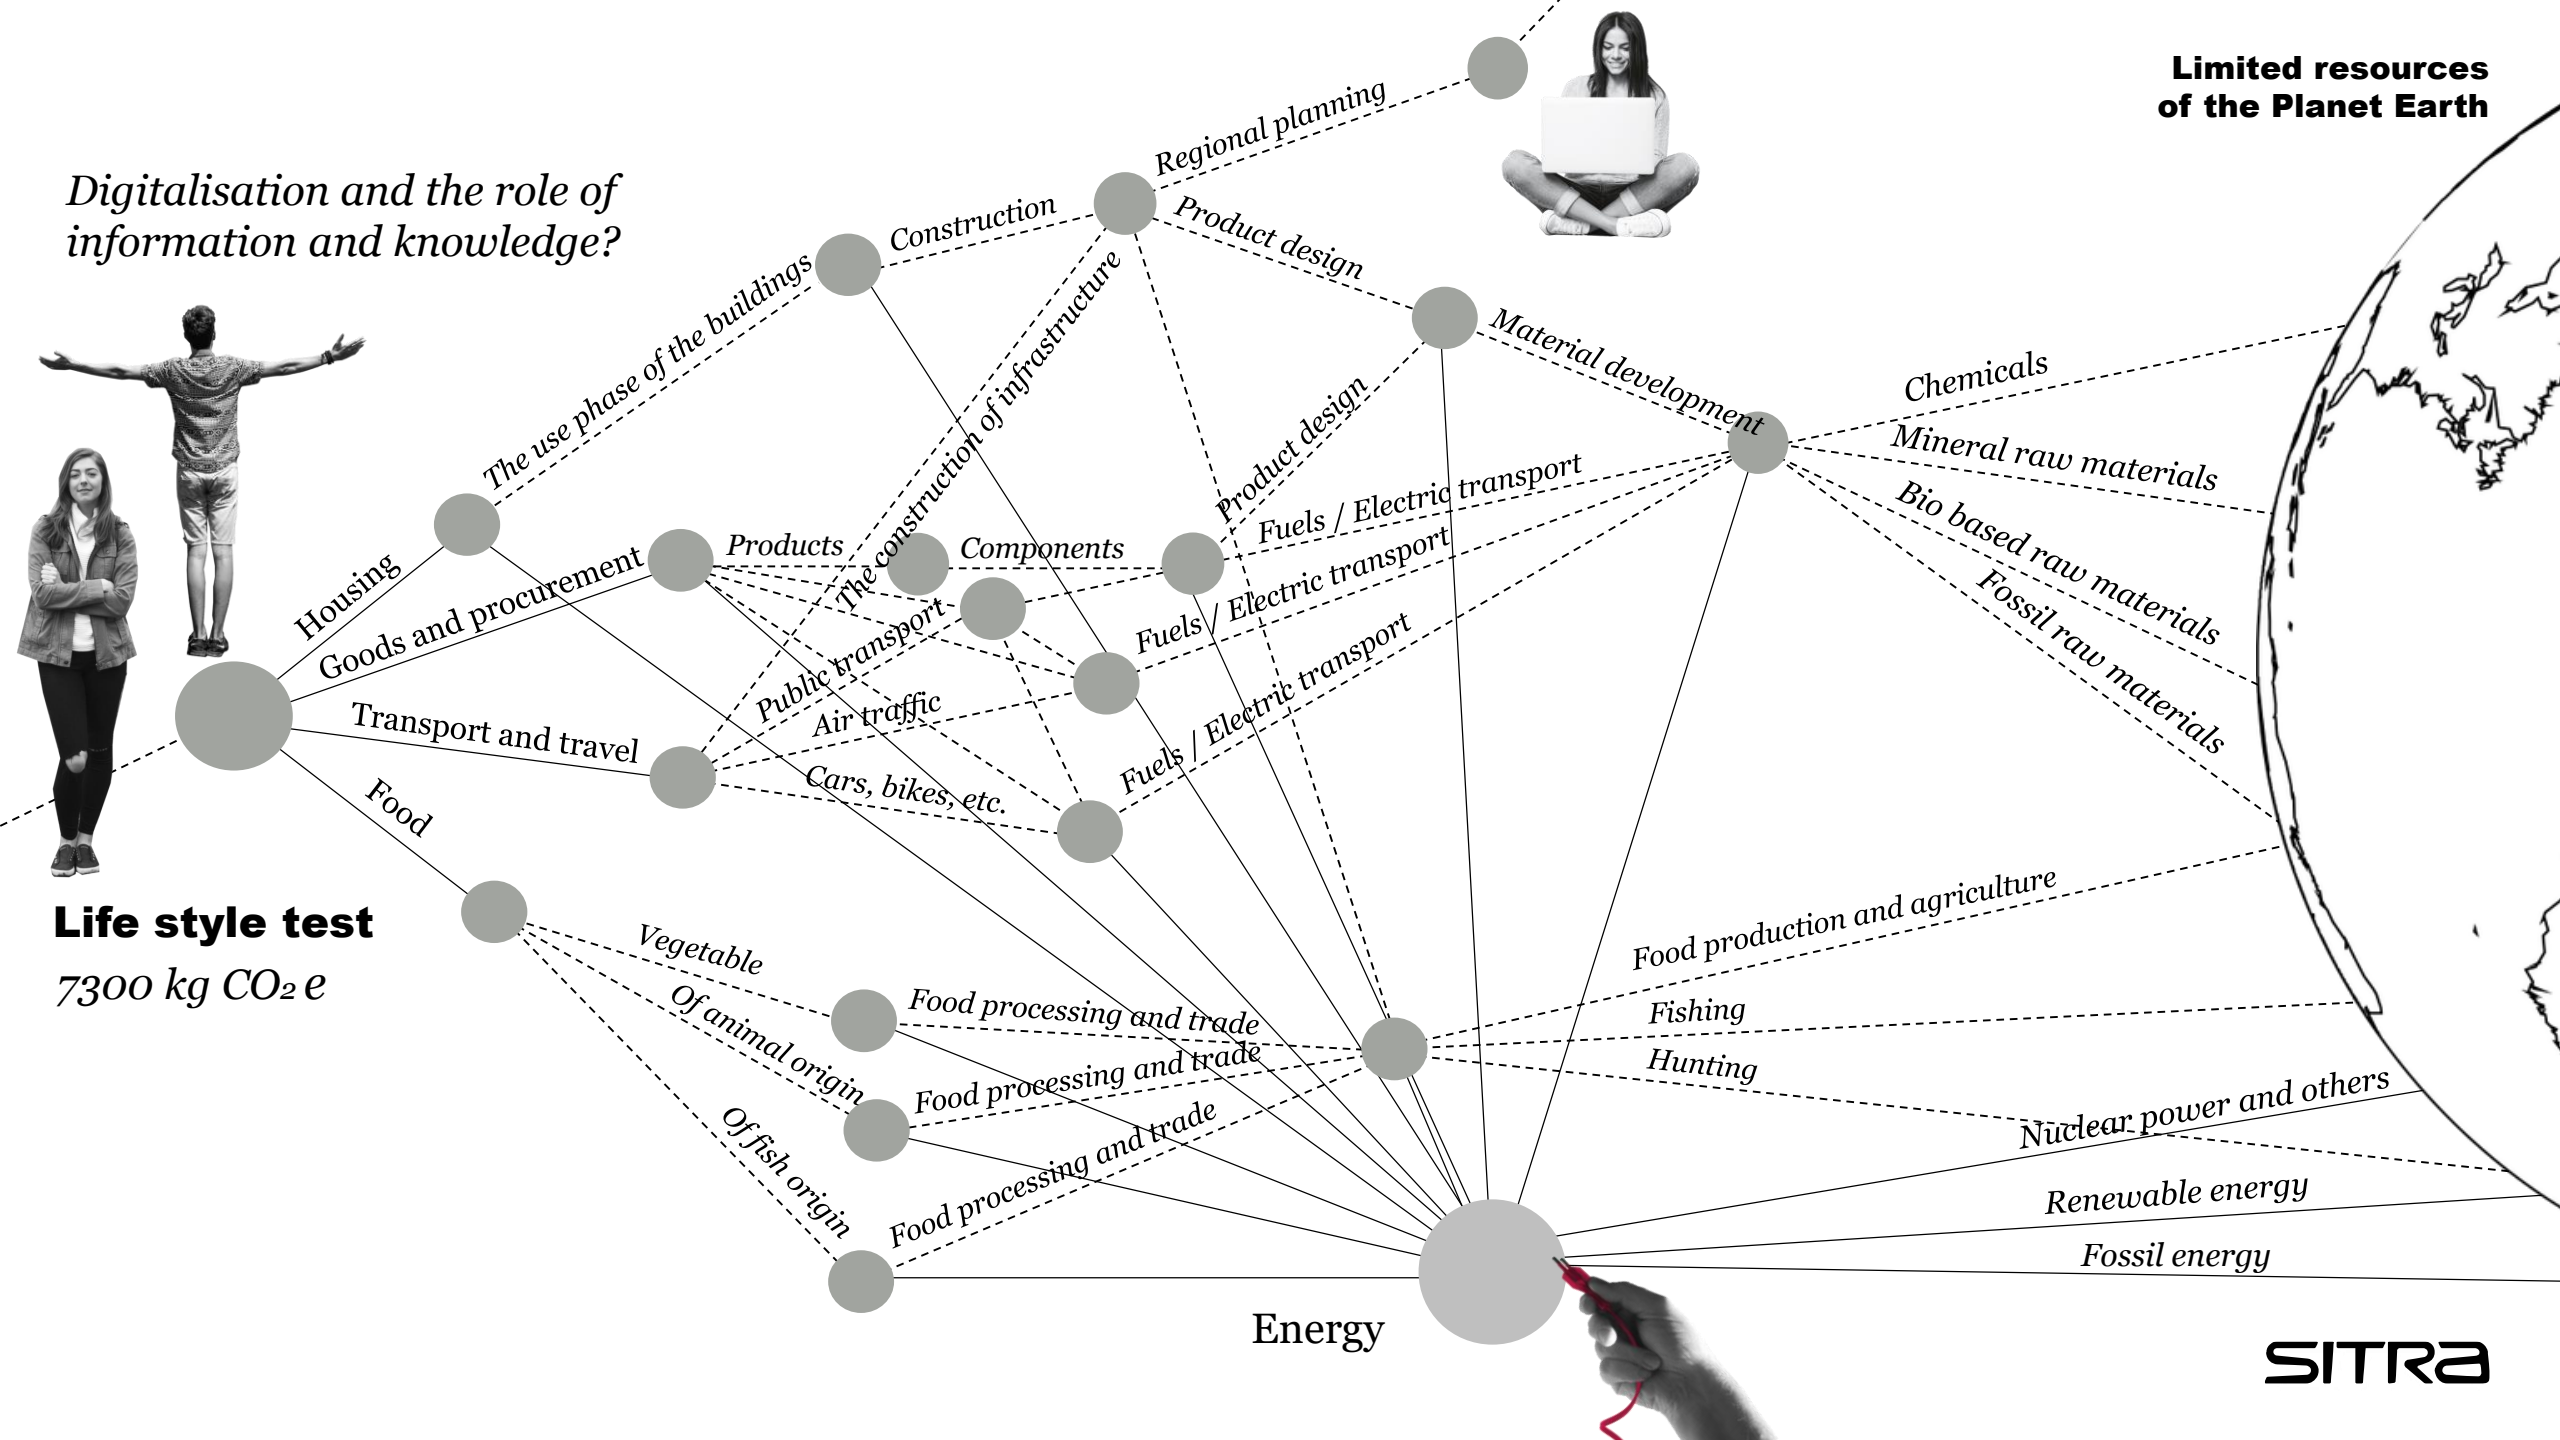 Limited resources
of the Planet Earth
Digitalisation and the role of
information and knowledge?
Regional planning
Construction
Product design
The use phase of the buildings
The construction of infrastructure
Material development
Chemicals
Mineral raw materials
Bio based raw materials
Fossil raw materials
Product design
Fuels / Electric transport
Fuels / Electric transport
Fuels / Electric transport
Products
Components
Housing
Goods and procurement
Transport and travel
Food
Public transport
Air traffic
Cars, bikes, etc.
Life style test
7300 kg CO2 e
Vegetable
Of animal origin
Of fish origin
Food processing and trade
Food processing and trade
Food processing and trade
Food production and agriculture
Fishing
Hunting
Nuclear power and others
Renewable energy
Fossil energy
Energy
SITRA